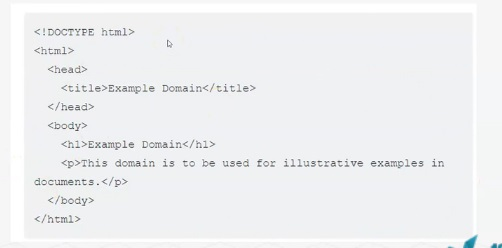 <!DOCTYPE html>
<html>
<head>
<title>Example Domain</title>
</head>
<body>
<h1>Example Domain</h1>
<p>This domain is to be used for illustrative examples in
documents.</p>
</body>
</html>